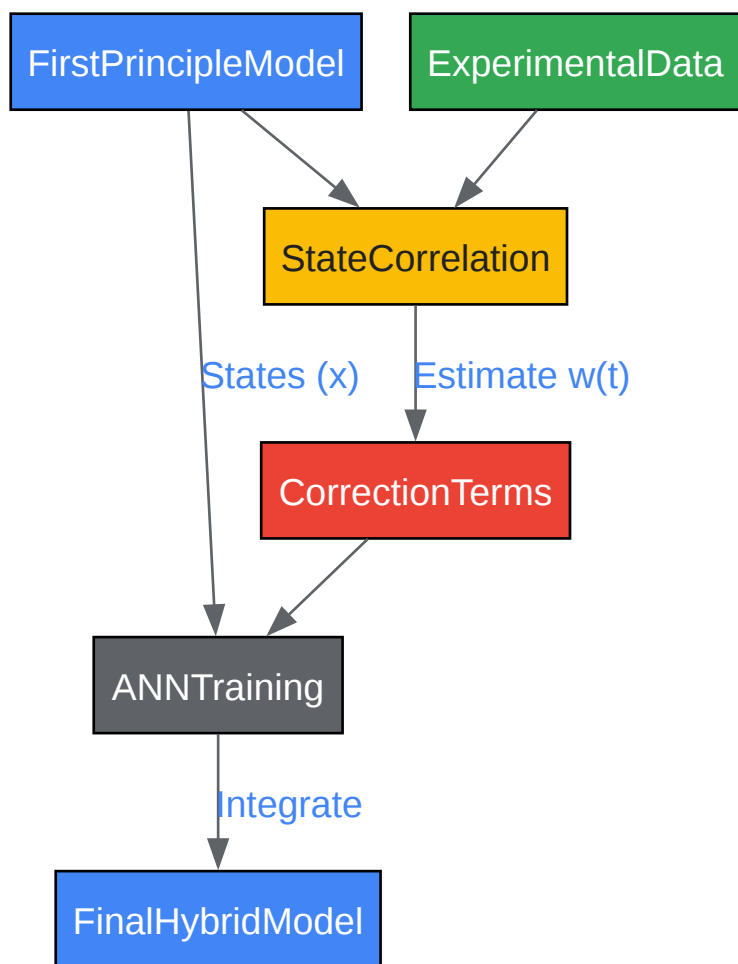 FirstPrincipleModel
ExperimentalData
StateCorrelation
States (x)
Estimate w(t)
CorrectionTerms
ANNTraining
Integrate
FinalHybridModel